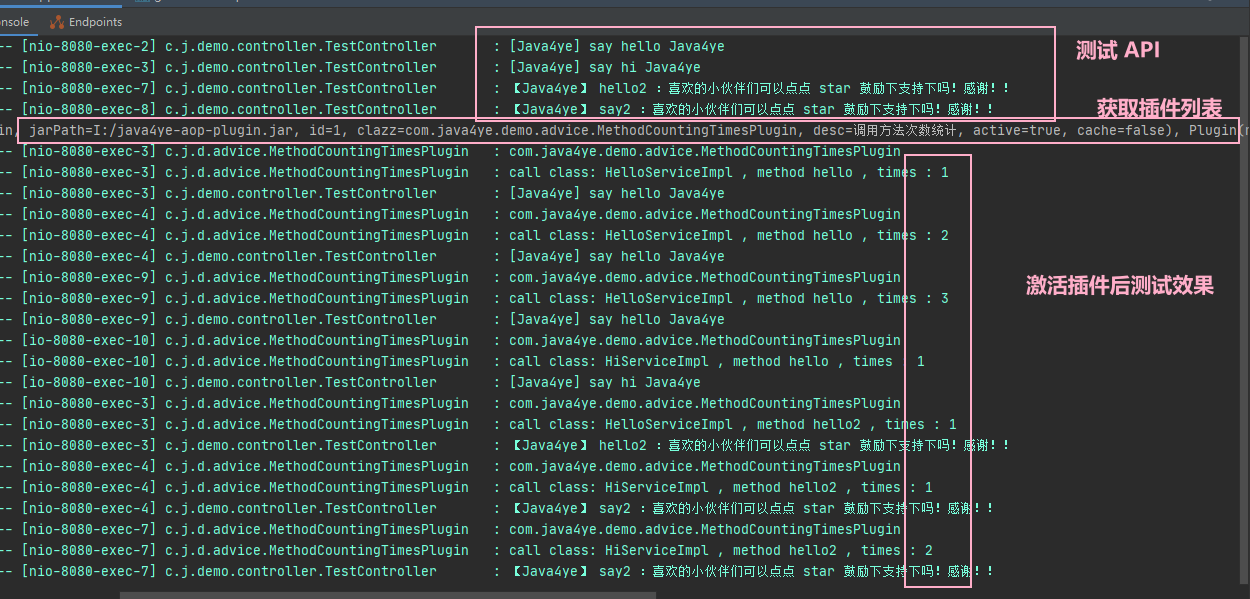 nsole Endpoints
-- [nio-8080-exec-2] c.j.demo.controller.TestController : [Java4ye] say hello Java4ye
测试 API
-- [nio-8080-exec-3] c.j.demo.controller.TestController : [Java4ye] say hi Java4ye
-- [nio-8080-exec-7] c.j.demo.controller.TestController : 【Java4ye】 hello2 :喜欢的小伙伴们可以点点 star 鼓励下支持下吗!感谢!!
-- [nio-8080-exec-8] c.j.demo.controller.TestController : 【Java4ye】 say2 :喜欢的小伙伴们可以点点 star 鼓励下支持下吗!感谢!!
获取插件列表
in, jarPath=I:/java4ye-aop-plugin.jar, id=1, clazz=com.java4ye.demo.advice.MethodCountingTimesPlugin, desc=调用方法次数统计, active=true, cache=false), Plugin(n
-- [nio-8080-exec-3] c.j.d.advice.MethodCountingTimesPlugin : com.java4ye.demo.advice.MethodCountingTimesPlugin
-- [nio-8080-exec-3] c.j.d.advice.MethodCountingTimesPlugin : call class: HelloServiceImpl , method hello , times : 1
-- [nio-8080-exec-3] c.j.demo.controller.TestController : [Java4ye] say hello Java4ye
-- [nio-8080-exec-4] c.j.d.advice.MethodCountingTimesPlugin : com.java4ye.demo.advice.MethodCountingTimesPlugin
-- [nio-8080-exec-4] c.j.d.advice.MethodCountingTimesPlugin : call class: HelloServiceImpl , method hello , times : 2
-- [nio-8080-exec-4] c.j.demo.controller.TestController : [Java4ye] say hello Java4ye
-- [nio-8080-exec-9] c.j.d.advice.MethodCountingTimesPlugin : com.java4ye.demo.advice.MethodCountingTimesPlugin
激活插件后测试效果
-- [nio-8080-exec-9] c.j.d.advice.MethodCountingTimesPlugin : call class: HelloServiceImpl , method hello , times : 3
-- [nio-8080-exec-9] c.j.demo.controller.TestController : [Java4ye] say hello Java4ye
-- [io-8080-exec-10] c.j.d.advice.MethodCountingTimesPlugin : com.java4ye.demo.advice.MethodCountingTimesPlugin
-- [io-8080-exec-10] c.j.d.advice.MethodCountingTimesPlugin : call class: HiServiceImpl , method hello , times : 1
-- [io-8080-exec-10] c.j.demo.controller.TestController : [Java4ye] say hi Java4ye
-- [nio-8080-exec-3] c.j.d.advice.MethodCountingTimesPlugin : com.java4ye.demo.advice.MethodCountingTimesPlugin
-- [nio-8080-exec-3] c.j.d.advice.MethodCountingTimesPlugin : call class: HelloServiceImpl , method hello2 , times : 1
-- [nio-8080-exec-3] c.j.demo.controller.TestController : 【Java4ye】 hello2 :喜欢的小伙伴们可以点点 star 鼓励下支持下吗!感谢!!
-- [nio-8080-exec-4] c.j.d.advice.MethodCountingTimesPlugin : com.java4ye.demo.advice.MethodCountingTimesPlugin
-- [nio-8080-exec-4] c.j.d.advice.MethodCountingTimesPlugin : call class: HiServiceImpl , method hello2 , times : 1
-- [nio-8080-exec-4] c.j.demo.controller.TestController : 【Java4ye】 say2 :喜欢的小伙伴们可以点点 star 鼓励下支持下吗!感谢!!
-- [nio-8080-exec-7] c.j.d.advice.MethodCountingTimesPlugin : com.java4ye.demo.advice.MethodCountingTimesPlugin
-- [nio-8080-exec-7] c.j.d.advice.MethodCountingTimesPlugin : call class: HiServiceImpl , method hello2 , times : 2
-- [nio-8080-exec-7] c.j.demo.controller.TestController : 【Java4ye】 say2 :喜欢的小伙伴们可以点点 star 鼓励下支持下吗!感谢!!